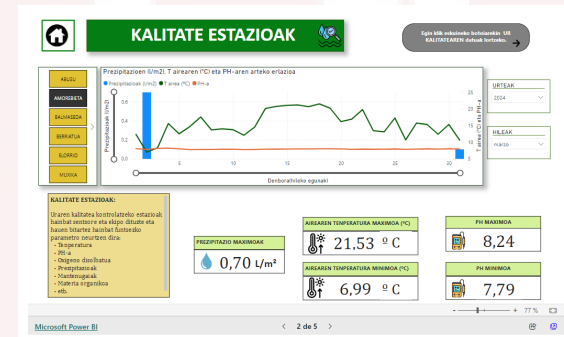 KALITATE ESTAZIOAK
Egin klik eskuineko botoiarekin UR
KALITATEAREN datuak lortzeko.
ABUSU
AMOREBIETA
BALMASEDA
BERRIATUA
ELORRIO
MUXIKA
Prezipitazioen (l/m2), T airearen (ºC) eta PH-aren arteko erlazioa
Prezipitazioak (l/m2) T airea (ºC) PH-a
Prezipitazioak (l/m2)
0,6
0,4
0,2
0,0
5
10
15
20
25
30
25
20
15
10
5
T airea (ºC) eta PH-a
Denborahileko egunaki
URTEAK
2024
HILEAK
marzo
KALITATE ESTAZIOAK:
Uraren kalitatea kontrolatzeko estazioak
hainbat sentsore eta ekipo dituzte eta
hauen bitartez hainbat funtsezko
parametro neurtzen dira:
- Tenperatura
- PH-a
- Oxigeno disolbatua
- Prezipitazioak
- Mantenugaiak
- Materia organikoa
- etb.
PREZIPITAZIO MAXIMOAK
0,70 L/m²
AIREAREN TENPERATURA MAXIMOA (ºC)
21,53 º C
AIREAREN TENPERATURA MINIMOA (ºC)
6,99 º C
PH MAXIMOA
8,24
PH MINIMOA
7,79
- + 77 %
Microsoft Power BI
< 2 de 5 >